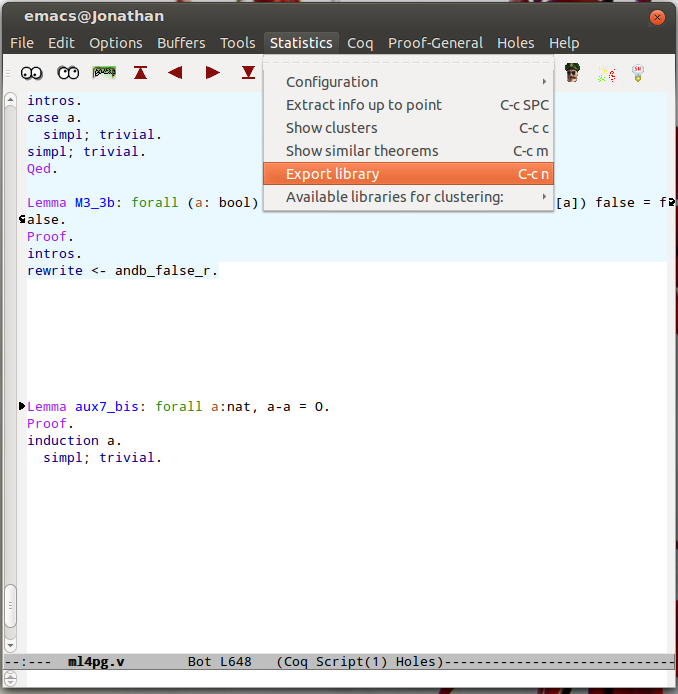 emacs@Jonathan
File Edit Options Buffers Tools Statistics Coq Proof-General Holes Help
Configuration
Extract info up to point C-c SPC
Show clusters C-c c
Show similar theorems C-c m
Export library C-c n
Available libraries for clustering:
intros.
case a.
simpl; trivial.
simpl; trivial.
Qed.
Lemma M3_3b: forall (a: bool) [a]) false = f
alse.
Proof.
intros.
rewrite <- andb_false_r.
Lemma aux7_bis: forall a:nat, a-a = O.
Proof.
induction a.
simpl; trivial.
--:--- ml4pg.v Bot L648 (Coq Script(1) Holes)-----------------------------